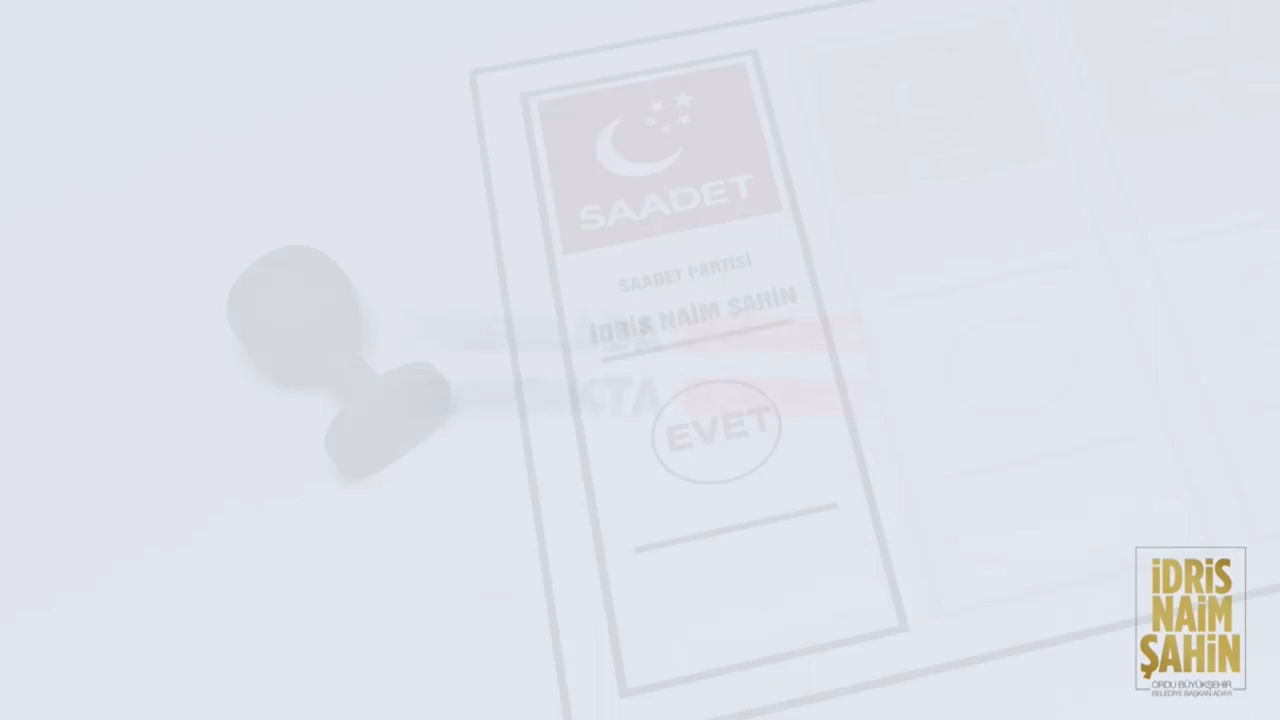 SAADET
SAADET PARTİSİ
İDRİS NAİM ŞAHİN
EVET
İDRİS
NAİM
ŞAHİN
ORDU BÜYÜKŞEHİR
BELEDİYE BAŞKAN ADAYI